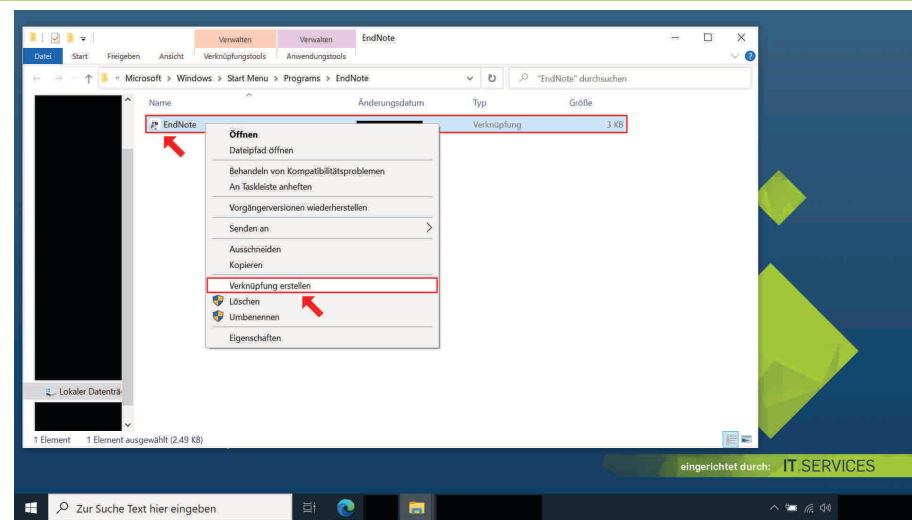 Verwalten Verwalten EndNote
Datei Start Freigeben Ansicht Verknüpfungstools Anwendungstools
« Microsoft > Windows > Start Menu > Programs > EndNote "EndNote" durchsuchen
Name Änderungsdatum Typ Größe
EndNote Verknüpfung 3 KB
Öffnen
Dateipfad öffnen
Behandeln von Kompatibilitätsproblemen
An Taskleiste anheften
Vorgängerversionen wiederherstellen
Senden an
Ausschneiden
Kopieren
Verknüpfung erstellen
Löschen
Umbenennen
Eigenschaften
Lokaler Datenträ
1 Element 1 Element ausgewählt (2,49 KB)
eingerichtet durch: IT.SERVICES
Zur Suche Text hier eingeben